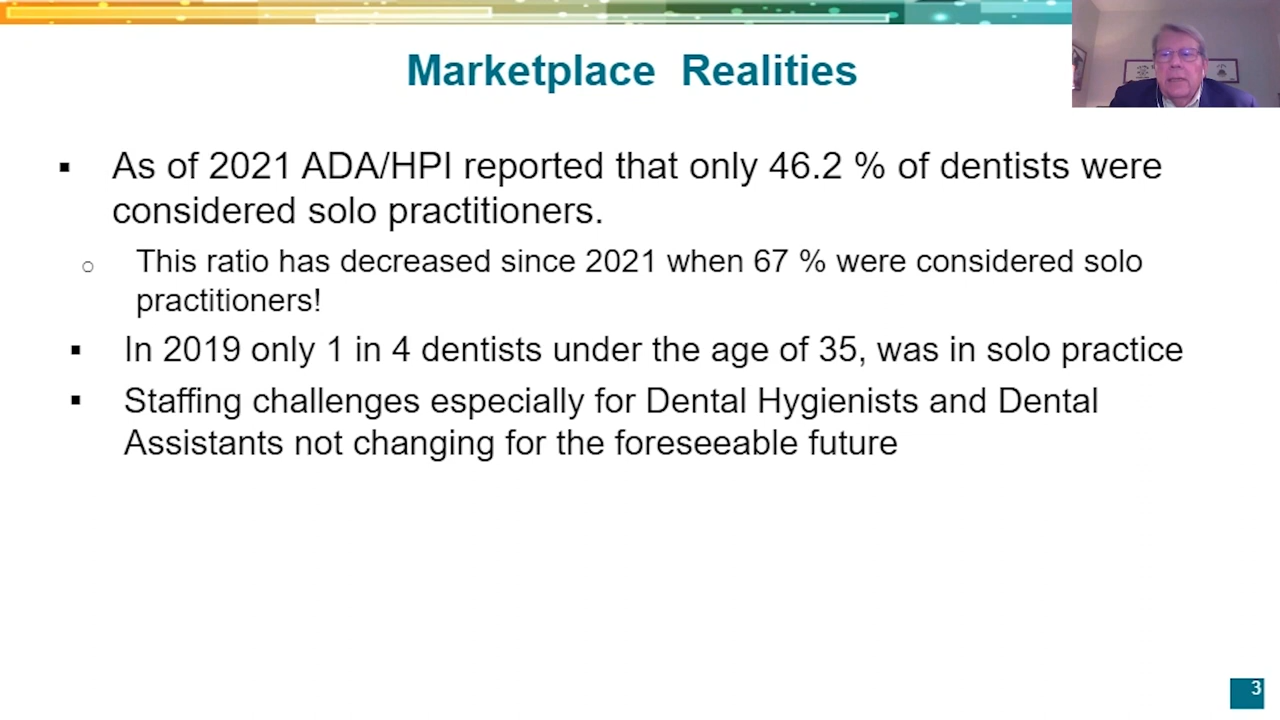 Marketplace Realities
▪ As of 2021 ADA/HPI reported that only 46.2 % of dentists were
considered solo practitioners.
○ This ratio has decreased since 2021 when 67 % were considered solo
practitioners!
▪ In 2019 only 1 in 4 dentists under the age of 35, was in solo practice
▪ Staffing challenges especially for Dental Hygienists and Dental
Assistants not changing for the foreseeable future
3